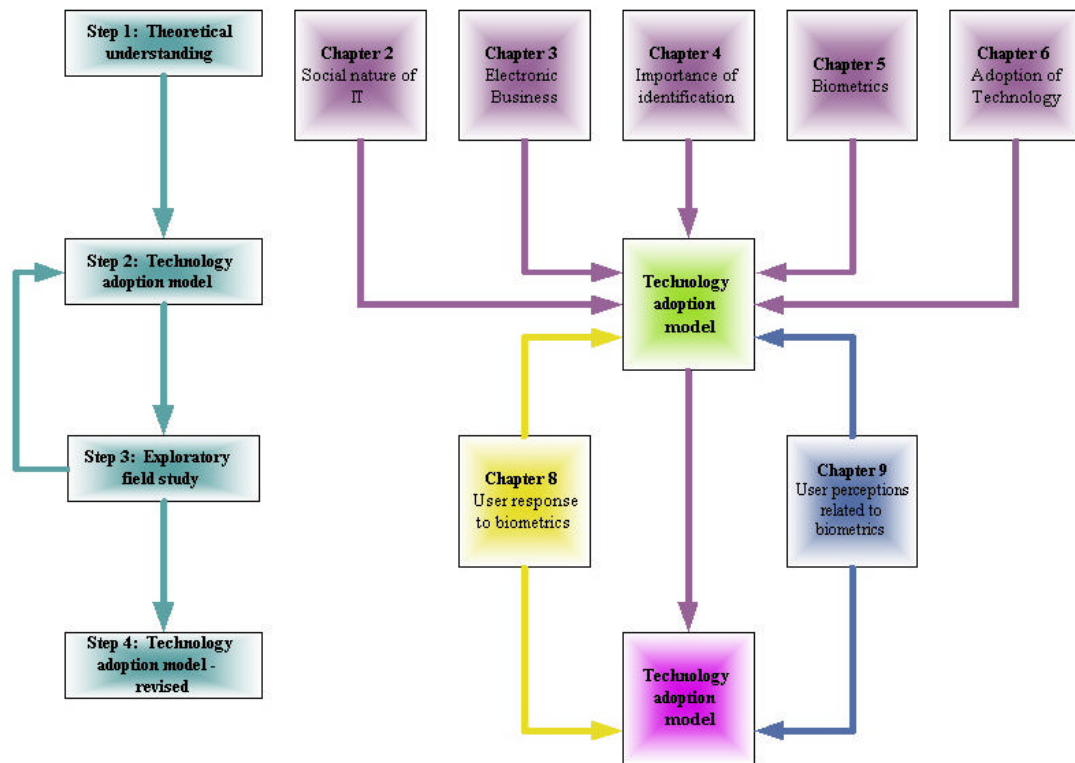 Step 1: Theoretical
understanding
Chapter 2
Social nature of
IT
Chapter 3
Electronic
Business
Chapter 4
Importance of
identification
Chapter 5
Biometrics
Chapter 6
Adoption of
Technology
Step 2: Technology
adoption model
Technology
adoption
model
Step 3: Exploratory
field study
Chapter 8
User response
to biometrics
Chapter 9
User perceptions
related to
biometrics
Step 4: Technology
adoption model -
revised
Technology
adoption
model